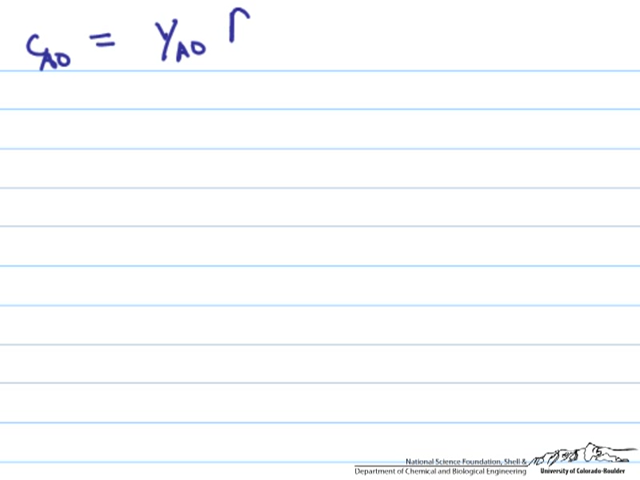 C_A0 = y_A0
National Science Foundation, Shell &
Department of Chemical and Biological Engineering
University of Colorado-Boulder